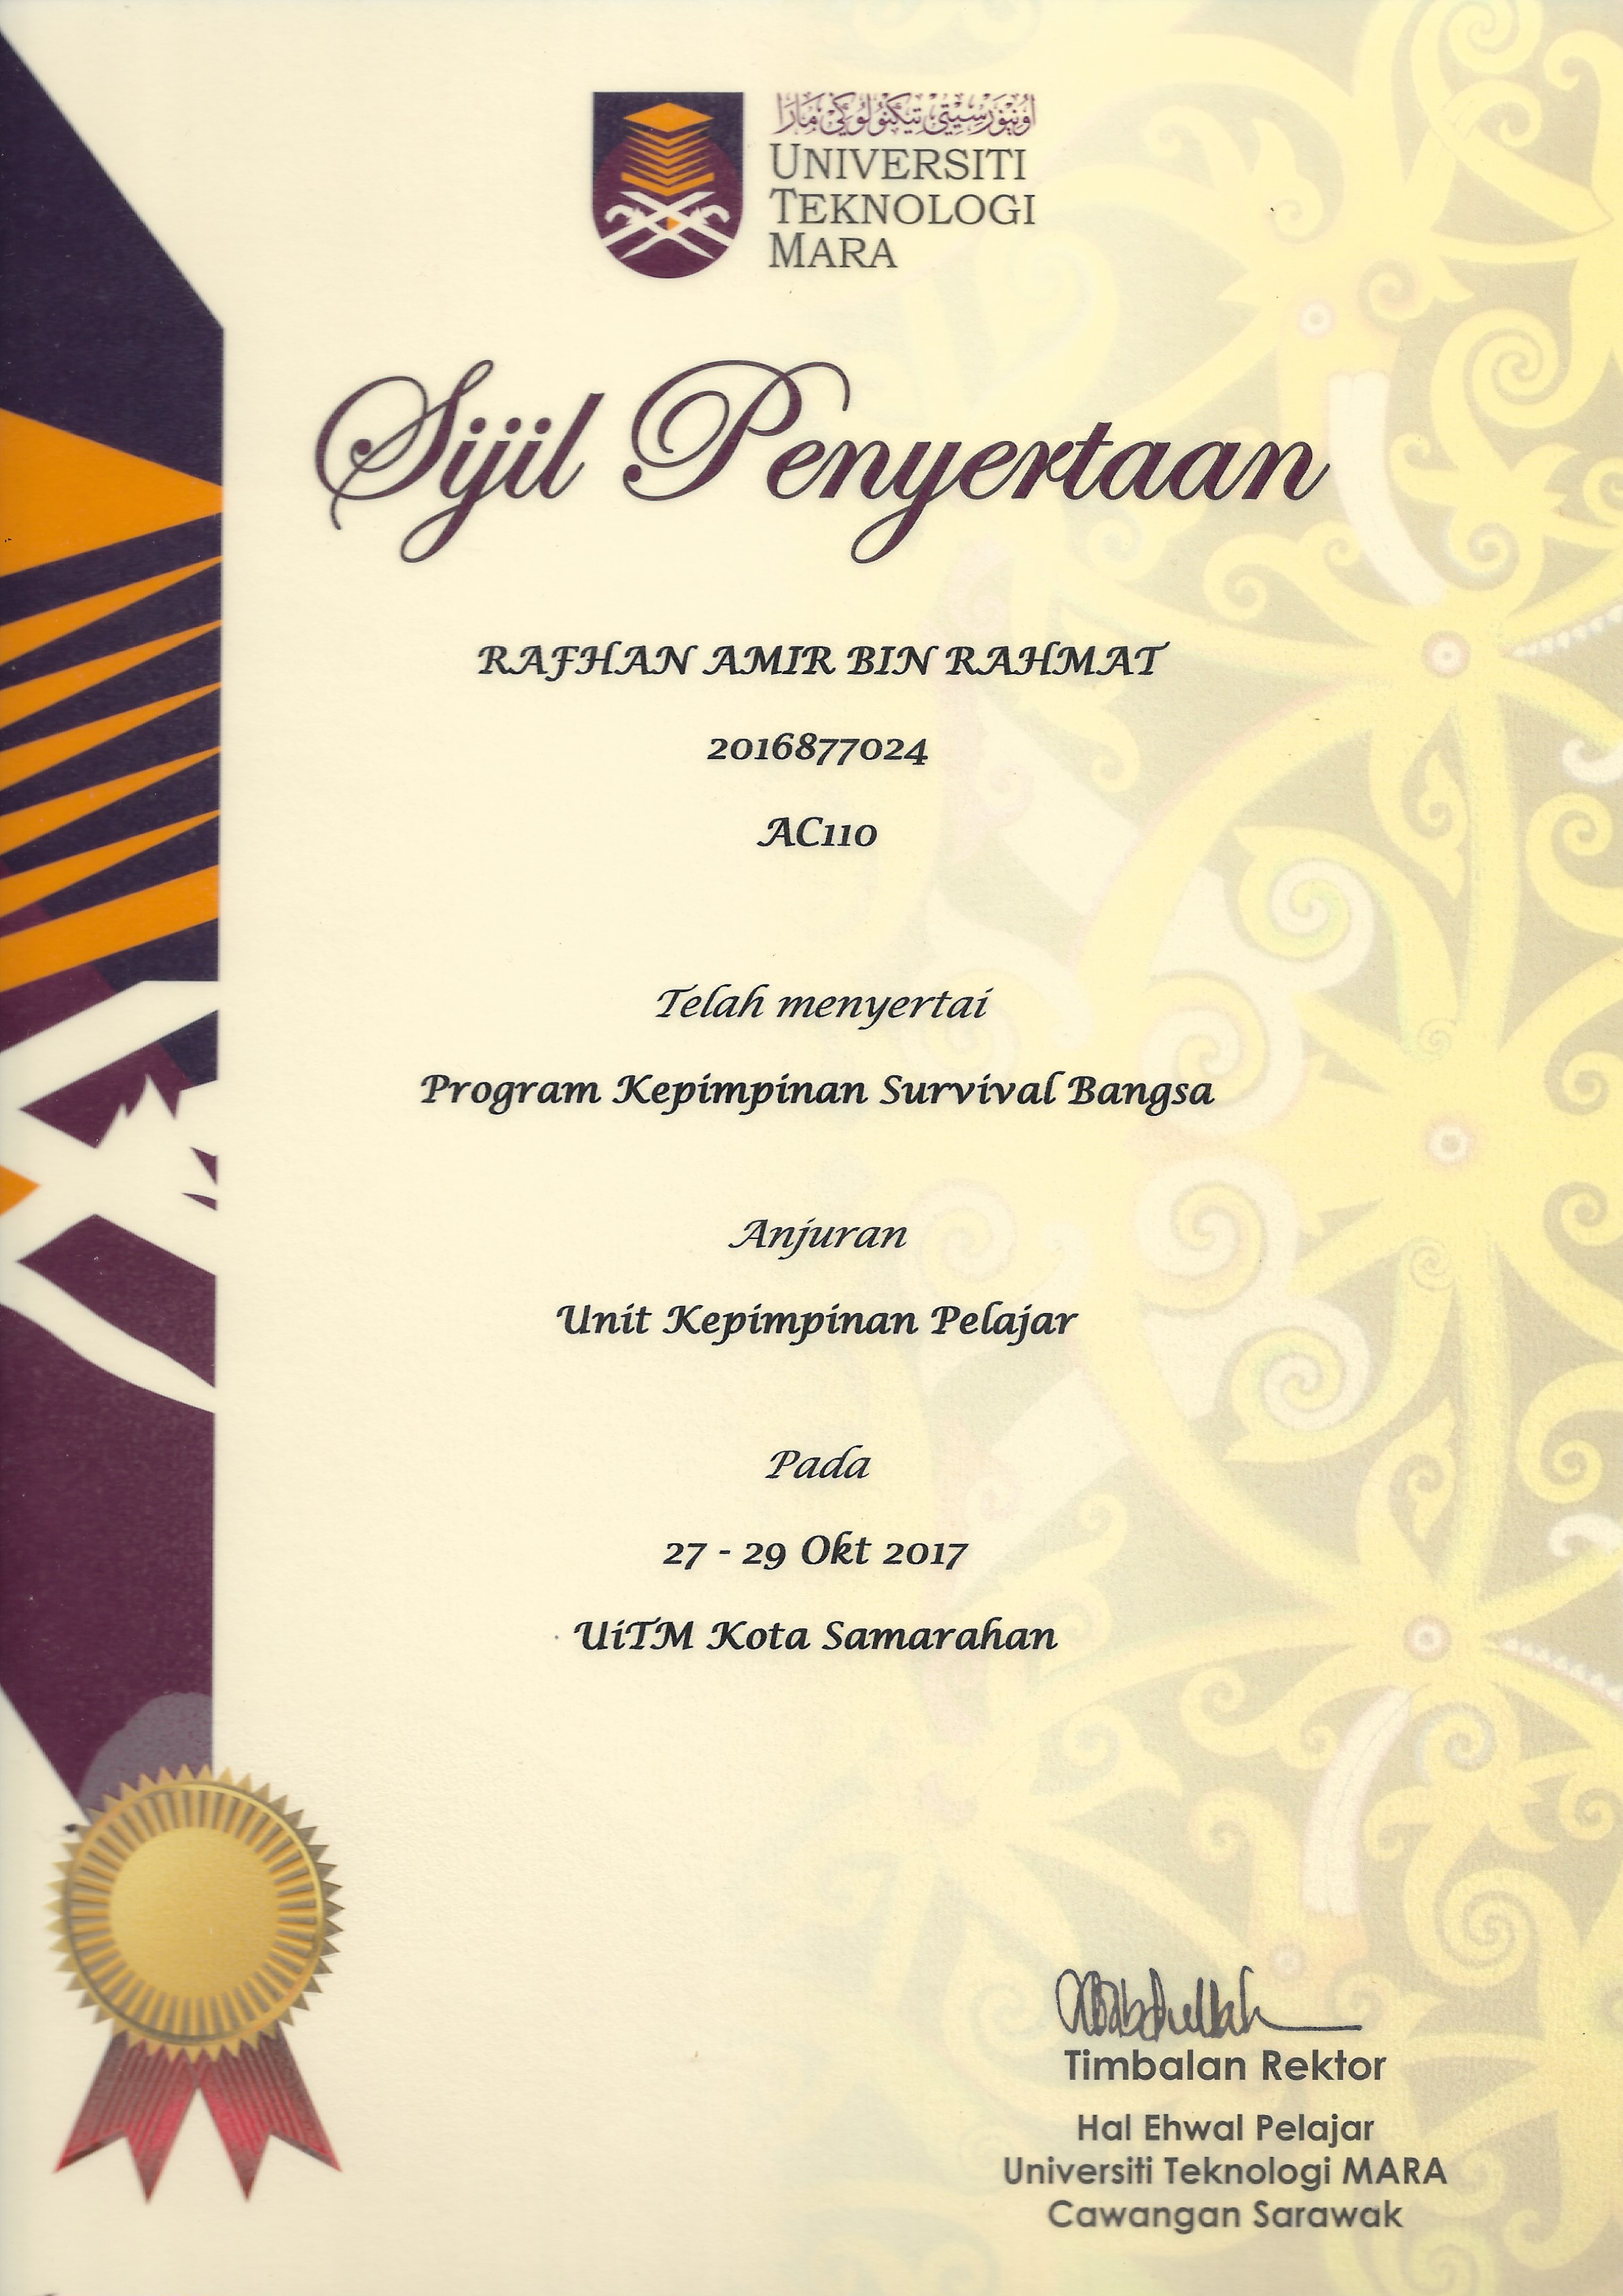 اونيۏرسيتي تيكنولوڬي مارا
UNIVERSITI
TEKNOLOGI
MARA
Sijil Penyertaan
RAFHAN AMIR BIN RAHMAT
2016877024
AC110
Telah menyertai
Program Kepimpinan Survival Bangsa
Anjuran
Unit Kepimpinan Pelajar
Pada
27 - 29 Okt 2017
UiTM Kota Samarahan
Timbalan Rektor
Hal Ehwal Pelajar
Universiti Teknologi MARA
Cawangan Sarawak